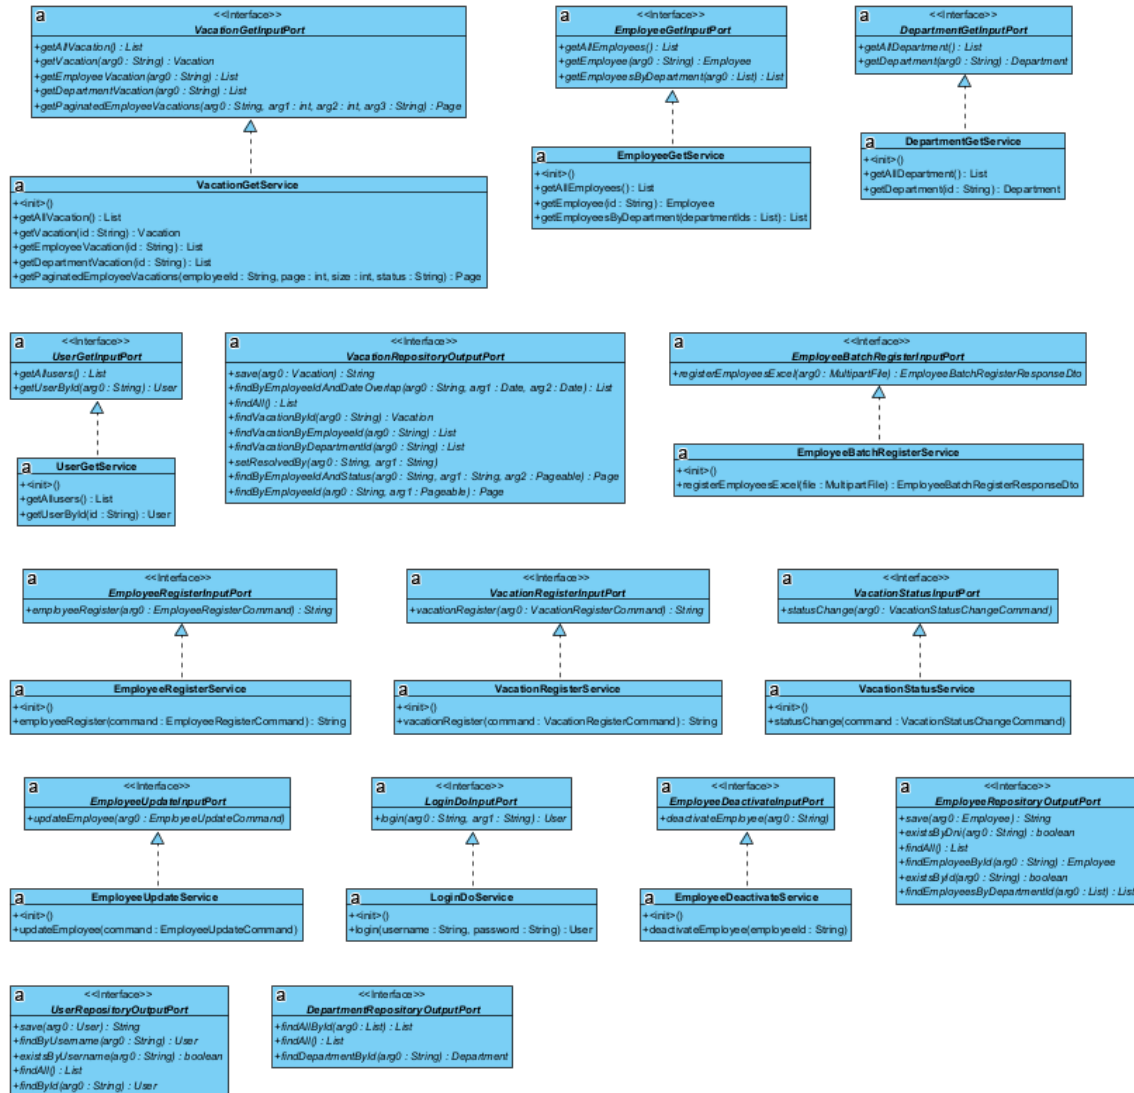 a
<<Interface>>
VacationGetInputPort
+getAllVacation() : List
+getVacation(arg0 : String) : Vacation
+getEmployeeVacation(arg0 : String) : List
+getDepartmentVacation(arg0 : String) : List
+getPaginatedEmployeeVacations(arg0 : String, arg1 : int, arg2 : int, arg3 : String) : Page
a
<<Interface>>
EmployeeGetInputPort
+getAllEmployees() : List
+getEmployee(arg0 : String) : Employee
+getEmployeesByDepartment(arg0 : List) : List
a
<<Interface>>
DepartmentGetInputPort
+getAllDepartment() : List
+getDepartment(arg0 : String) : Department
a
VacationGetService
+<init>()
+getAllVacation() : List
+getVacation(id : String) : Vacation
+getEmployeeVacation(id : String) : List
+getDepartmentVacation(id : String) : List
+getPaginatedEmployeeVacations(employeeId : String, page : int, size : int, status : String) : Page
a
EmployeeGetService
+<init>()
+getAllEmployees() : List
+getEmployee(id : String) : Employee
+getEmployeesByDepartment(departmentIds : List) : List
a
DepartmentGetService
+<init>()
+getAllDepartment() : List
+getDepartment(id : String) : Department
a
<<Interface>>
UserGetInputPort
+getAllusers() : List
+getUserById(arg0 : String) : User
a
<<Interface>>
VacationRepositoryOutputPort
+save(arg0 : Vacation) : String
+findByEmployeeIdAndDateOverlap(arg0 : String, arg1 : Date, arg2 : Date) : List
+findAll() : List
+findVacationById(arg0 : String) : Vacation
+findVacationByEmployeeId(arg0 : String) : List
+findVacationByDepartmentId(arg0 : String) : List
+setResolvedBy(arg0 : String, arg1 : String)
+findByEmployeeIdAndStatus(arg0 : String, arg1 : String, arg2 : Pageable) : Page
+findByEmployeeId(arg0 : String, arg1 : Pageable) : Page
a
<<Interface>>
EmployeeBatchRegisterInputPort
+registerEmployeesExcel(arg0 : MultipartFile) : EmployeeBatchRegisterResponseDto
a
UserGetService
+<init>()
+getAllusers() : List
+getUserById(id : String) : User
a
EmployeeBatchRegisterService
+<init>()
+registerEmployeesExcel(file : MultipartFile) : EmployeeBatchRegisterResponseDto
a
<<Interface>>
EmployeeRegisterInputPort
+employeeRegister(arg0 : EmployeeRegisterCommand) : String
a
<<Interface>>
VacationRegisterInputPort
+vacationRegister(arg0 : VacationRegisterCommand) : String
a
<<Interface>>
VacationStatusInputPort
+statusChange(arg0 : VacationStatusChangeCommand)
a
EmployeeRegisterService
+<init>()
+employeeRegister(command : EmployeeRegisterCommand) : String
a
VacationRegisterService
+<init>()
+vacationRegister(command : VacationRegisterCommand) : String
a
VacationStatusService
+<init>()
+statusChange(command : VacationStatusChangeCommand)
a
<<Interface>>
EmployeeUpdateInputPort
+updateEmployee(arg0 : EmployeeUpdateCommand)
a
<<Interface>>
LoginDoInputPort
+login(arg0 : String, arg1 : String) : User
a
<<Interface>>
EmployeeDeactivateInputPort
+deactivateEmployee(arg0 : String)
a
<<Interface>>
EmployeeRepositoryOutputPort
+save(arg0 : Employee) : String
+existsByDni(arg0 : String) : boolean
+findAll() : List
+findEmployeeById(arg0 : String) : Employee
+existsById(arg0 : String) : boolean
+findEmployeesByDepartmentId(arg0 : List) : List
a
EmployeeUpdateService
+<init>()
+updateEmployee(command : EmployeeUpdateCommand)
a
LoginDoService
+<init>()
+login(username : String, password : String) : User
a
EmployeeDeactivateService
+<init>()
+deactivateEmployee(employeeId : String)
a
<<Interface>>
UserRepositoryOutputPort
+save(arg0 : User) : String
+findByUsername(arg0 : String) : User
+existsByUsername(arg0 : String) : boolean
+findAll() : List
+findById(arg0 : String) : User
a
<<Interface>>
DepartmentRepositoryOutputPort
+findAllById(arg0 : List) : List
+findAll() : List
+findDepartmentById(arg0 : String) : Department